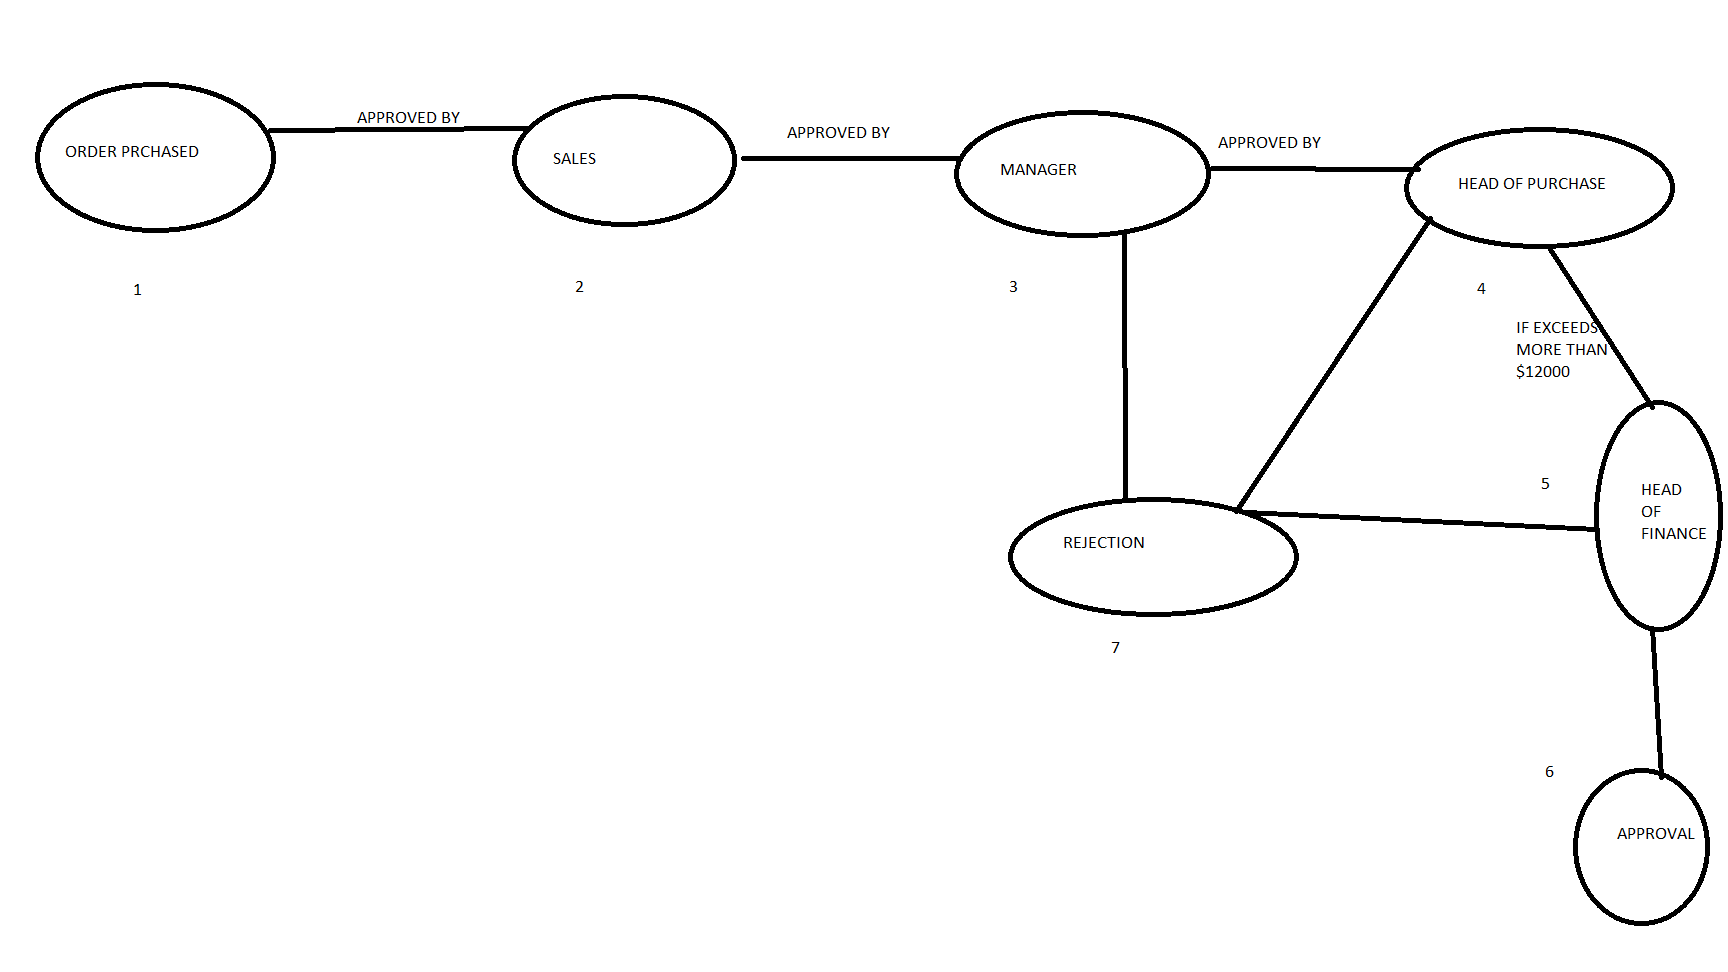 APPROVED BY
ORDER PRCHASED
SALES
APPROVED BY
MANAGER
APPROVED BY
HEAD OF PURCHASE
1
2
3
4
IF EXCEEDS
MORE THAN
$12000
5
HEAD
OF
FINANCE
REJECTION
7
6
APPROVAL